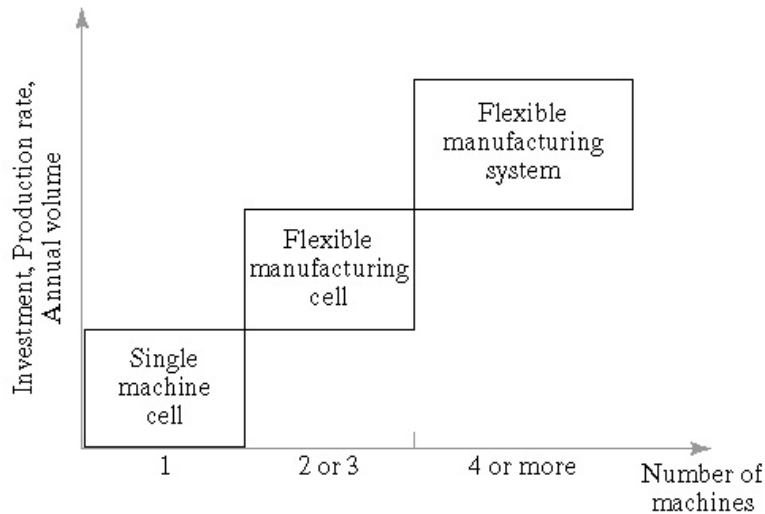 Investment, Production rate,
Annual volume
Flexible
manufacturing
system
Flexible
manufacturing
cell
Single
machine
cell
1
2 or 3
4 or more
Number of
machines